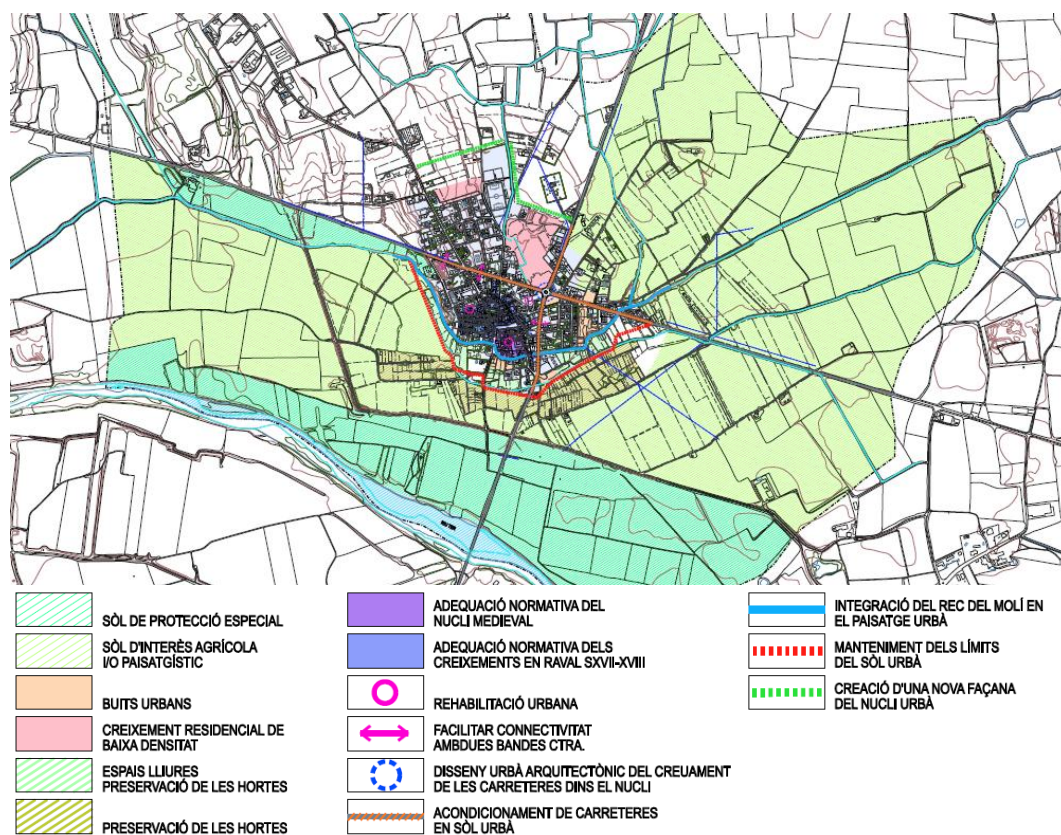 SÒL DE PROTECCIÓ ESPECIAL
SÒL D'INTERÈS AGRÍCOLA
I/O PAISATGÍSTIC
BUITS URBANS
CREIXEMENT RESIDENCIAL DE
BAIXA DENSITAT
ESPAIS LLIURES
PRESERVACIÓ DE LES HORTES
PRESERVACIÓ DE LES HORTES
ADEQUACIÓ NORMATIVA DEL
NUCLI MEDIEVAL
ADEQUACIÓ NORMATIVA DELS
CREIXEMENTS EN RAVAL SXVII-XVIII
REHABILITACIÓ URBANA
FACILITAR CONNECTIVITAT
AMBDUES BANDES CTRA.
DISSENY URBÀ ARQUITECTÒNIC DEL CREUAMENT
DE LES CARRETERES DINS EL NUCLI
ACONDICIONAMENT DE CARRETERES
EN SÒL URBÀ
INTEGRACIÓ DEL REC DEL MOLÍ EN
EL PAISATGE URBÀ
MANTENIMENT DELS LÍMITS
DEL SÒL URBÀ
CREACIÓ D'UNA NOVA FAÇANA
DEL NUCLI URBÀ